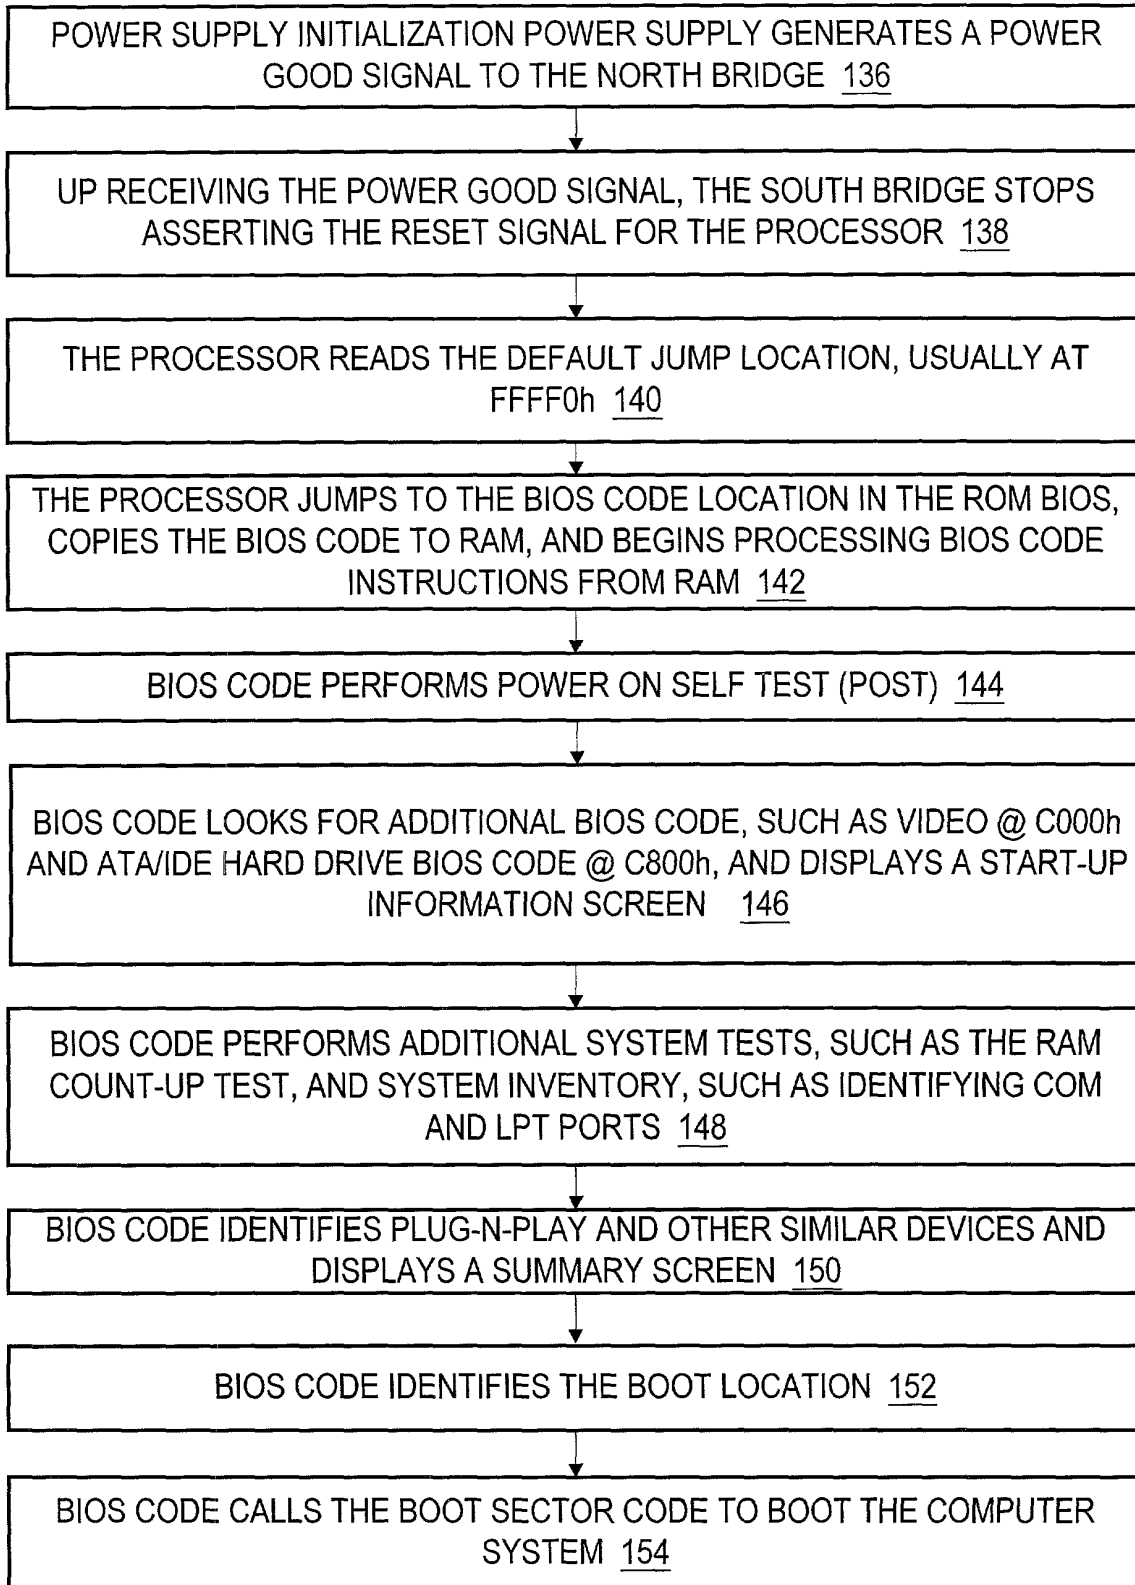 POWER SUPPLY INITIALIZATION POWER SUPPLY GENERATES A POWER
GOOD SIGNAL TO THE NORTH BRIDGE 136
UP RECEIVING THE POWER GOOD SIGNAL, THE SOUTH BRIDGE STOPS
ASSERTING THE RESET SIGNAL FOR THE PROCESSOR 138
THE PROCESSOR READS THE DEFAULT JUMP LOCATION, USUALLY AT
FFFF0h 140
THE PROCESSOR JUMPS TO THE BIOS CODE LOCATION IN THE ROM BIOS,
COPIES THE BIOS CODE TO RAM, AND BEGINS PROCESSING BIOS CODE
INSTRUCTIONS FROM RAM 142
BIOS CODE PERFORMS POWER ON SELF TEST (POST) 144
BIOS CODE LOOKS FOR ADDITIONAL BIOS CODE, SUCH AS VIDEO @ C000h
AND ATA/IDE HARD DRIVE BIOS CODE @ C800h, AND DISPLAYS A START-UP
INFORMATION SCREEN 146
BIOS CODE PERFORMS ADDITIONAL SYSTEM TESTS, SUCH AS THE RAM
COUNT-UP TEST, AND SYSTEM INVENTORY, SUCH AS IDENTIFYING COM
AND LPT PORTS 148
BIOS CODE IDENTIFIES PLUG-N-PLAY AND OTHER SIMILAR DEVICES AND
DISPLAYS A SUMMARY SCREEN 150
BIOS CODE IDENTIFIES THE BOOT LOCATION 152
BIOS CODE CALLS THE BOOT SECTOR CODE TO BOOT THE COMPUTER
SYSTEM 154